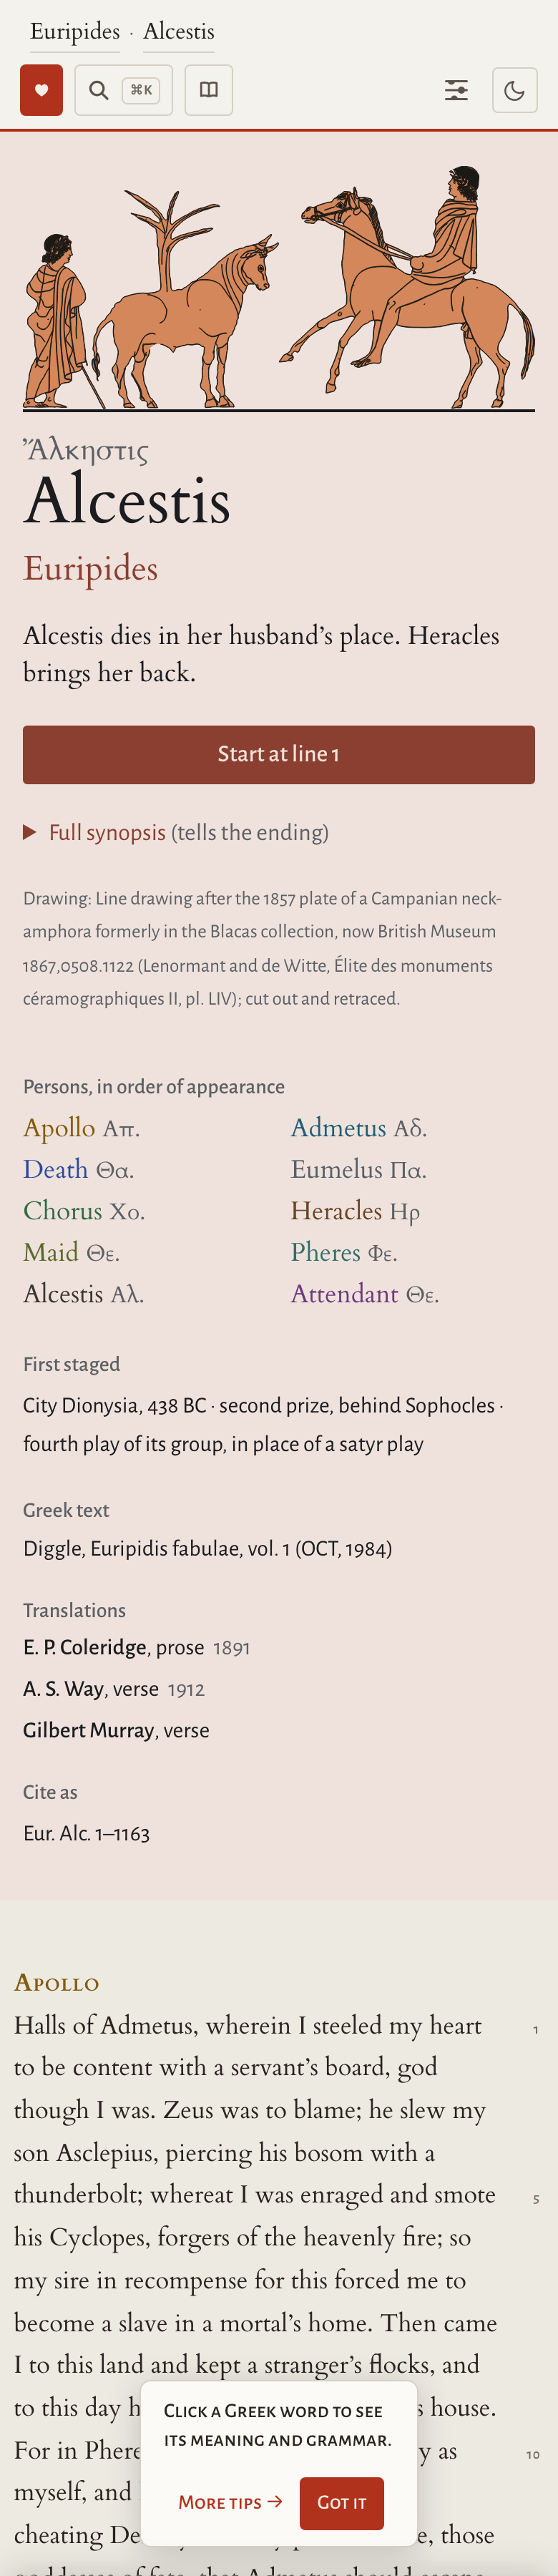 Euripides · Alcestis
⌘K
Ἄλκηστις
Alcestis
Euripides
Alcestis dies in her husband’s place. Heracles
brings her back.
Start at line 1
Full synopsis (tells the ending)
Drawing: Line drawing after the 1857 plate of a Campanian neck-
amphora formerly in the Blacas collection, now British Museum
1867,0508.1122 (Lenormant and de Witte, Élite des monuments
céramographiques II, pl. LIV); cut out and retraced.
Persons, in order of appearance
Apollo Απ. Admetus Αδ.
Death Θα. Eumelus Πα.
Chorus Χο. Heracles Ηρ
Maid Θε. Pheres Φε.
Alcestis Αλ. Attendant Θε.
First staged
City Dionysia, 438 BC · second prize, behind Sophocles ·
fourth play of its group, in place of a satyr play
Greek text
Diggle, Euripidis fabulae, vol. 1 (OCT, 1984)
Translations
E. P. Coleridge, prose 1891
A. S. Way, verse 1912
Gilbert Murray, verse
Cite as
Eur. Alc. 1–1163
Apollo
Halls of Admetus, wherein I steeled my heart 1
to be content with a servant’s board, god
though I was. Zeus was to blame; he slew my
son Asclepius, piercing his bosom with a
thunderbolt; whereat I was enraged and smote 5
his Cyclopes, forgers of the heavenly fire; so
my sire in recompense for this forced me to
become a slave in a mortal’s home. Then came
I to this land and kept a stranger’s flocks, and
to this day house.
For in y as 10
myself, and
cheating those
Click a Greek word to see
its meaning and grammar.
More tips → Got it